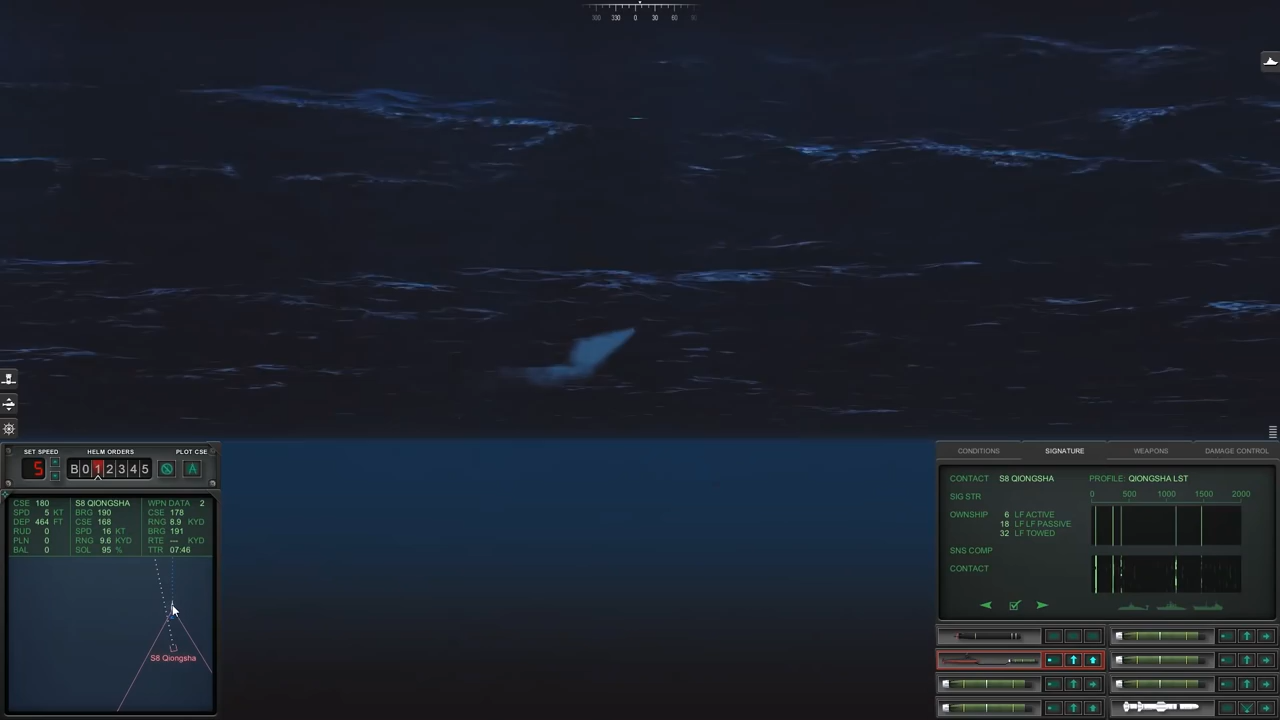 300 330 0 30 60 90
SET SPEED HELM ORDERS PLOT CSE
5 B 0 1 2 3 4 5 A
CSE 180 S8 QIONGSHA WPN DATA 2
SPD 5 KT BRG 190 CSE 178
DEP 464 FT CSE 168 RNG 8.9 KYD
RUD 0 SPD 16 KT BRG 191
PLN 0 RNG 9.6 KYD RTE --- KYD
BAL 0 SOL 95 % TTR 07:46
S8 Qiongsha
CONDITIONS SIGNATURE WEAPONS DAMAGE CONTROL
CONTACT S8 QIONGSHA PROFILE: QIONGSHA LST
SIG STR 0 500 1000 1500 2000
OWNSHIP 6 LF ACTIVE
18 LF LF PASSIVE
32 LF TOWED
SNS COMP
CONTACT